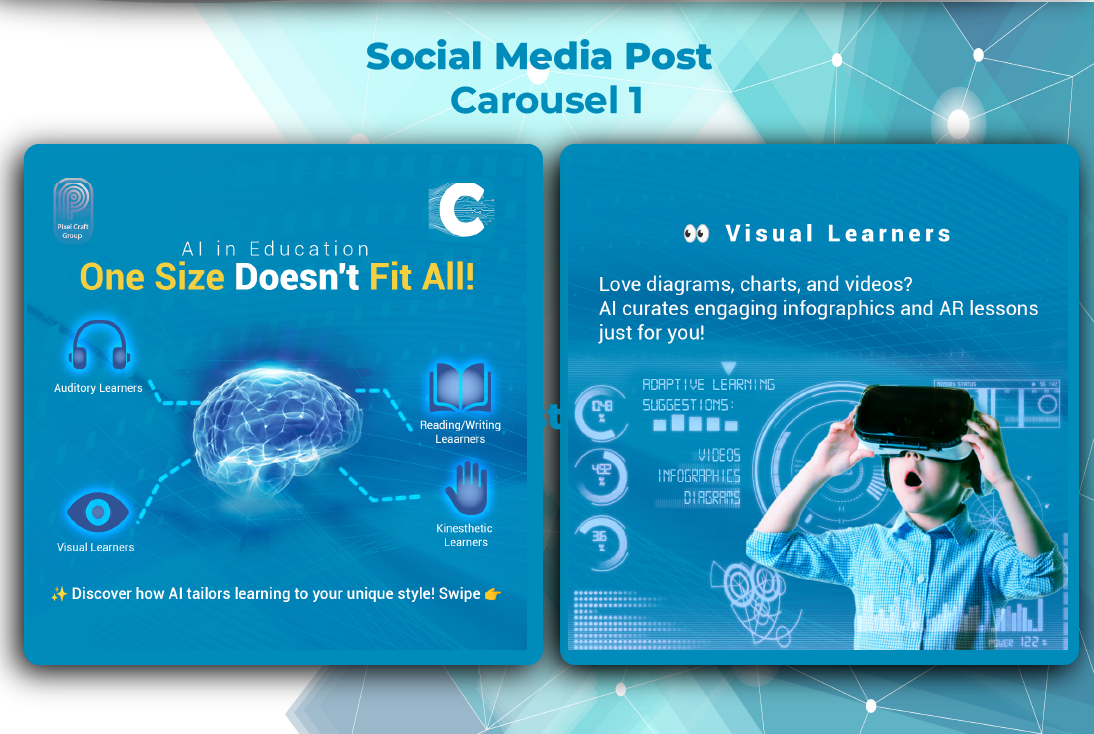 Social Media Post
Carousel 1
Pixel Craft
Group
C
AI in Education
One Size Doesn't Fit All!
Auditory Learners
Reading/Writing
Leaarners
Visual Learners
Kinesthetic
Learners
✨ Discover how AI tailors learning to your unique style! Swipe 👉
👀 Visual Learners
Love diagrams, charts, and videos?
AI curates engaging infographics and AR lessons
just for you!
ADAPTIVE LEARNING
SUGGESTIONS:
VIDEOS
INFOGRAPHICS
DIAGRAMS
POWER 122 %